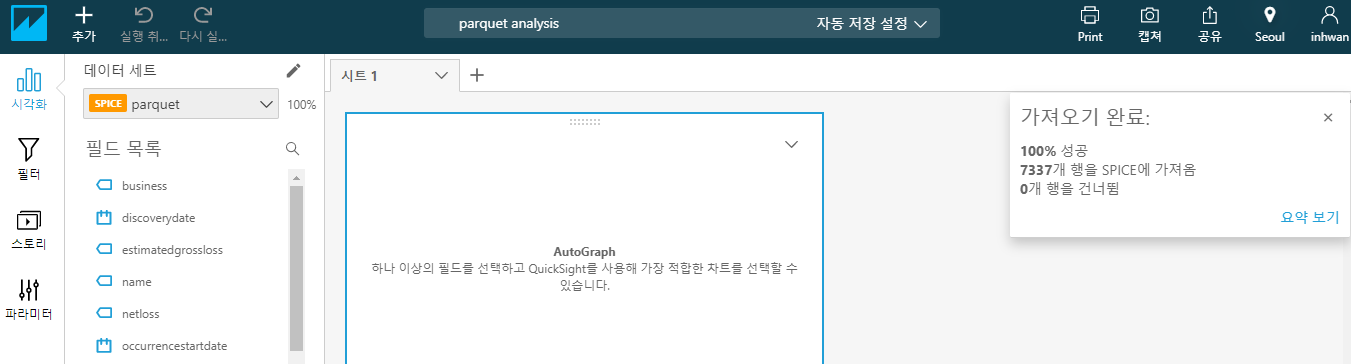 추가
실행 취...
다시 실...
parquet analysis
자동 저장 설정
Print
캡쳐
공유
Seoul
inhwan
시각화
필터
스토리
파라미터
데이터 세트
SPICE parquet
100%
필드 목록
business
discoverydate
estimatedgrossloss
name
netloss
occurrencestartdate
시트 1
AutoGraph
하나 이상의 필드를 선택하고 QuickSight를 사용해 가장 적합한 차트를 선택할 수
있습니다.
가져오기 완료:
100% 성공
7337개 행을 SPICE에 가져옴
0개 행을 건너뜀
요약 보기